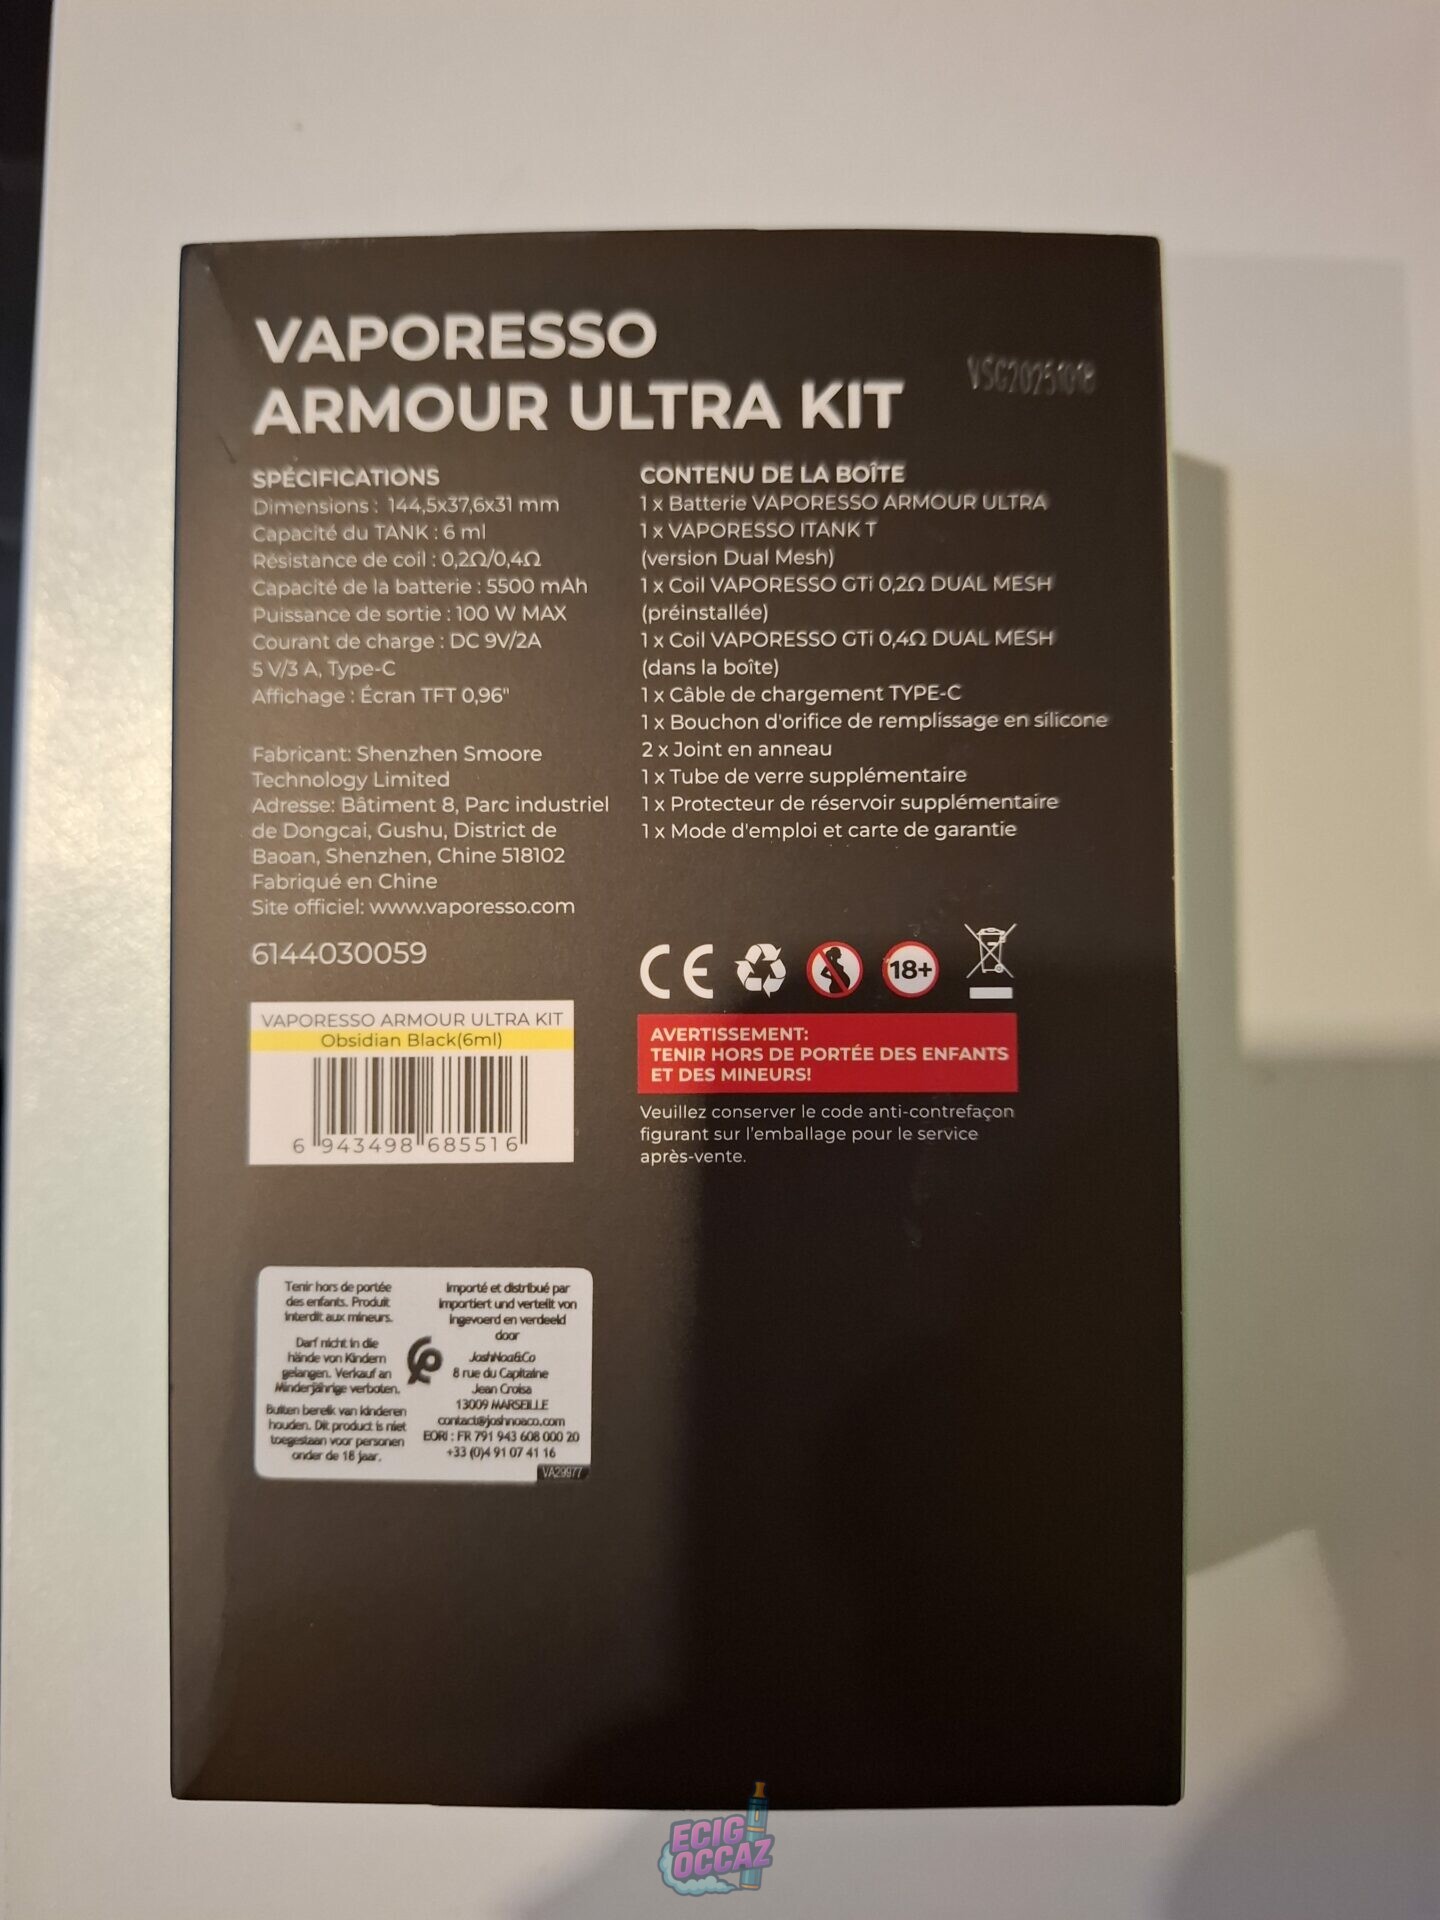 VAPORESSO
ARMOUR ULTRA KIT
VSG20251018
SPÉCIFICATIONS
Dimensions : 144,5x37,6x31 mm
Capacité du TANK : 6 ml
Résistance de coil : 0,2Ω/0,4Ω
Capacité de la batterie : 5500 mAh
Puissance de sortie : 100 W MAX
Courant de charge : DC 9V/2A
5 V/3 A, Type-C
Affichage : Écran TFT 0,96"
Fabricant: Shenzhen Smoore
Technology Limited
Adresse: Bâtiment 8, Parc industriel
de Dongcai, Gushu, District de
Baoan, Shenzhen, Chine 518102
Fabriqué en Chine
Site officiel: www.vaporesso.com
6144030059
CONTENU DE LA BOÎTE
1 x Batterie VAPORESSO ARMOUR ULTRA
1 x VAPORESSO ITANK T
(version Dual Mesh)
1 x Coil VAPORESSO GTi 0,2Ω DUAL MESH
(préinstallée)
1 x Coil VAPORESSO GTi 0,4Ω DUAL MESH
(dans la boîte)
1 x Câble de chargement TYPE-C
1 x Bouchon d'orifice de remplissage en silicone
2 x Joint en anneau
1 x Tube de verre supplémentaire
1 x Protecteur de réservoir supplémentaire
1 x Mode d'emploi et carte de garantie
CE
18+
VAPORESSO ARMOUR ULTRA KIT
Obsidian Black(6ml)
6 943498 685516
AVERTISSEMENT:
TENIR HORS DE PORTÉE DES ENFANTS
ET DES MINEURS!
Veuillez conserver le code anti-contrefaçon
figurant sur l'emballage pour le service
après-vente.
Tenir hors de portée
des enfants. Produit
interdit aux mineurs.
Darf nicht in die
hände von Kindern
gelangen. Verkauf an
Minderjährige verboten.
Buiten bereik van kinderen
houden. Dit product is niet
toegestaan voor personen
onder de 18 jaar.
Importé et distribué par
Importiert und verteilt von
Ingevoerd en verdeeld
door
JoshNoa&Co
8 rue du Capitaine
Jean Croisa
13009 MARSEILLE
contact@joshnoaco.com
EORI : FR 791 943 608 000 20
+33 (0)4 91 07 41 16
VA29977
ECIG
OCCAZ